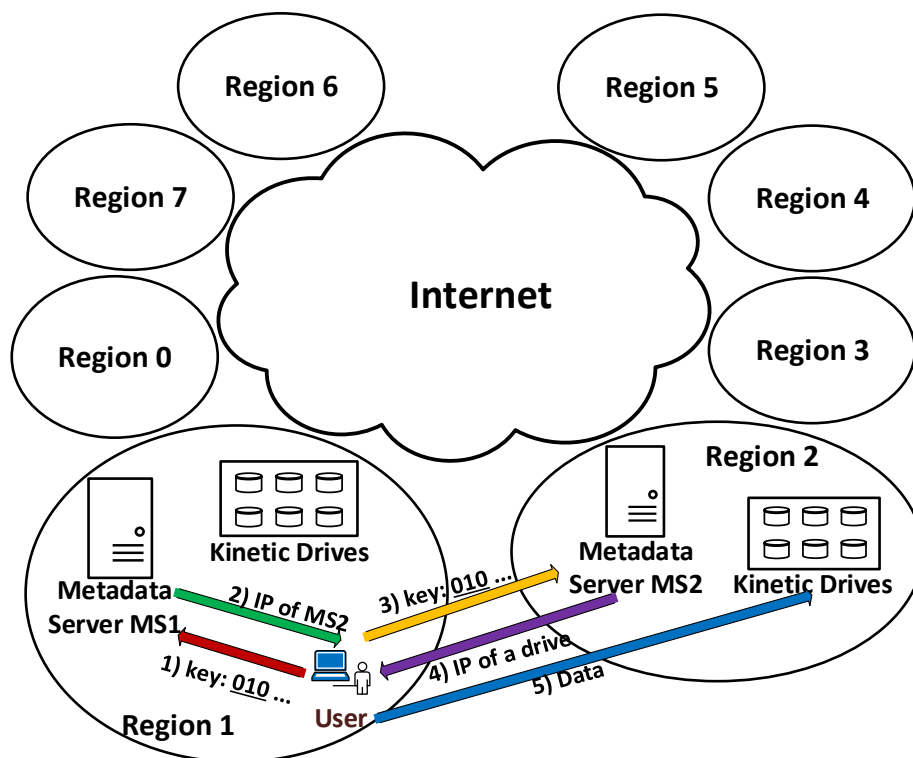 Region 6
Region 5
Region 7
Region 4
Internet
Region 0
Region 3
Region 2
Kinetic Drives
Metadata
Server MS1
Metadata
Server MS2
Kinetic Drives
2) IP of MS2
3) key: 010 ...
1) key: 010 ...
4) IP of a drive
5) Data
User
Region 1